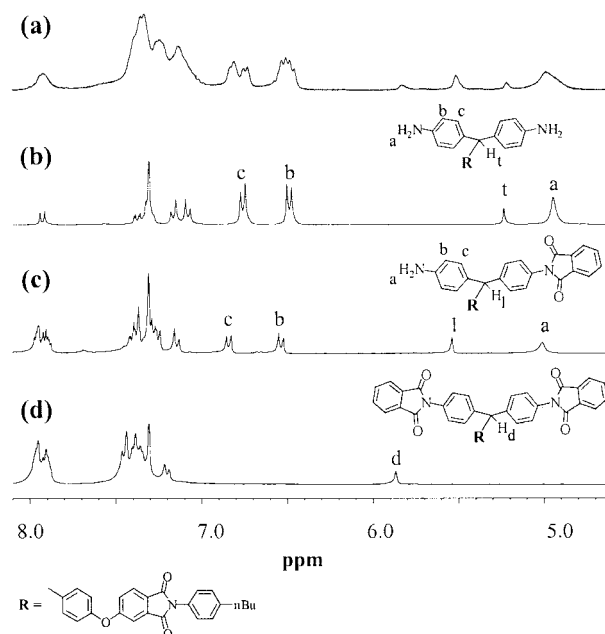 (a)
b c
a H₂N NH₂
R H t
(b)
c b t a
b c O
a H₂N N
R H l O
(c)
c b l a
O O
N N
O R H d O
(d)
d
8.0 7.0 6.0 5.0
ppm
O
R = N nBu
O O